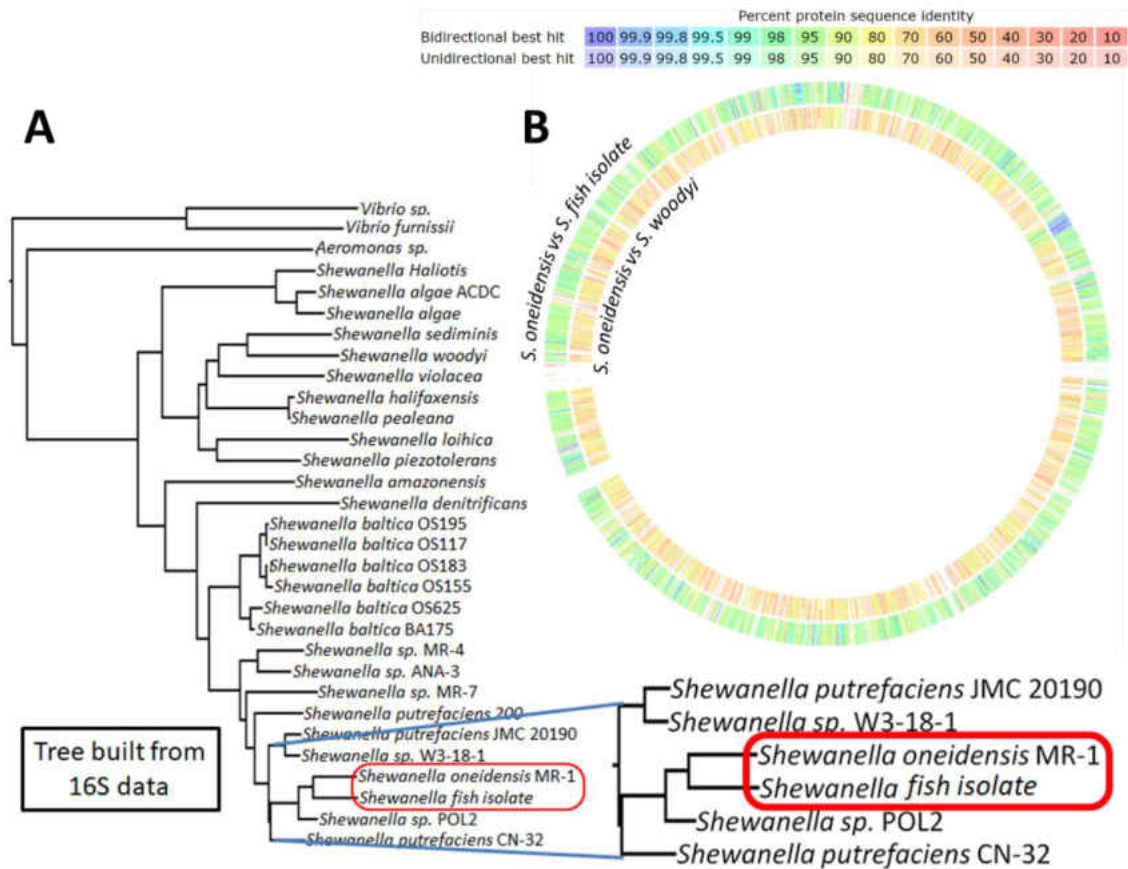 Percent protein sequence identity
Bidirectional best hit 100 99.9 99.8 99.5 99 98 95 90 80 70 60 50 40 30 20 10
Unidirectional best hit 100 99.9 99.8 99.5 99 98 95 90 80 70 60 50 40 30 20 10
A
B
S. oneidensis vs S. fish isolate
S. oneidensis vs S. woodyi
Vibrio sp.
Vibrio furnissii
Aeromonas sp.
Shewanella Haliotis
Shewanella algae ACDC
Shewanella algae
Shewanella sediminis
Shewanella woodyi
Shewanella violacea
Shewanella halifaxensis
Shewanella pealeana
Shewanella loihica
Shewanella piezotolerans
Shewanella amazonensis
Shewanella denitrificans
Shewanella baltica OS195
Shewanella baltica OS117
Shewanella baltica OS183
Shewanella baltica OS155
Shewanella baltica OS625
Shewanella baltica BA175
Shewanella sp. MR-4
Shewanella sp. ANA-3
Shewanella sp. MR-7
Shewanella putrefaciens 200
Shewanella putrefaciens JMC 20190
Shewanella sp. W3-18-1
Shewanella oneidensis MR-1
Shewanella fish isolate
Shewanella sp. POL2
Shewanella putrefaciens CN-32
Tree built from
16S data
Shewanella putrefaciens JMC 20190
Shewanella sp. W3-18-1
Shewanella oneidensis MR-1
Shewanella fish isolate
Shewanella sp. POL2
Shewanella putrefaciens CN-32